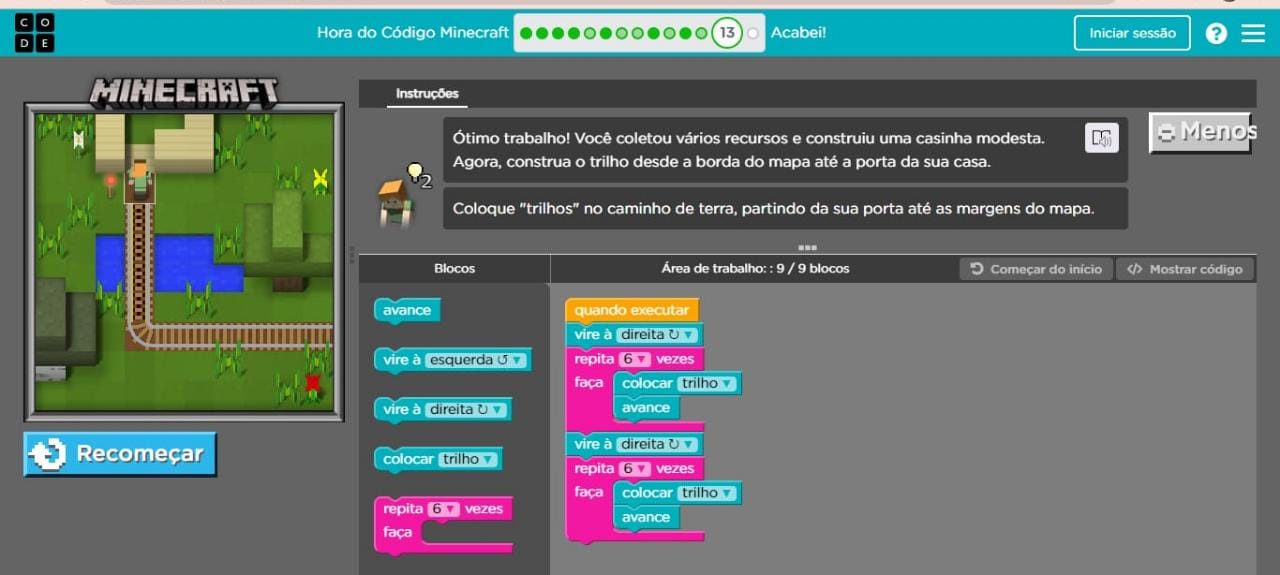 CO
DE
Hora do Código Minecraft 13 Acabei!
Iniciar sessão
?
MINECRAFT
Instruções
Ótimo trabalho! Você coletou vários recursos e construiu uma casinha modesta.
Agora, construa o trilho desde a borda do mapa até a porta da sua casa.
Menos
2
Coloque "trilhos" no caminho de terra, partindo da sua porta até as margens do mapa.
Blocos
Área de trabalho: : 9 / 9 blocos
Começar do início
</> Mostrar código
avance
vire à esquerda ↺ ▼
vire à direita ↻ ▼
colocar trilho ▼
repita 6 ▼ vezes
faça
quando executar
vire à direita ↻ ▼
repita 6 ▼ vezes
faça colocar trilho ▼
avance
vire à direita ↻ ▼
repita 6 ▼ vezes
faça colocar trilho ▼
avance
Recomeçar